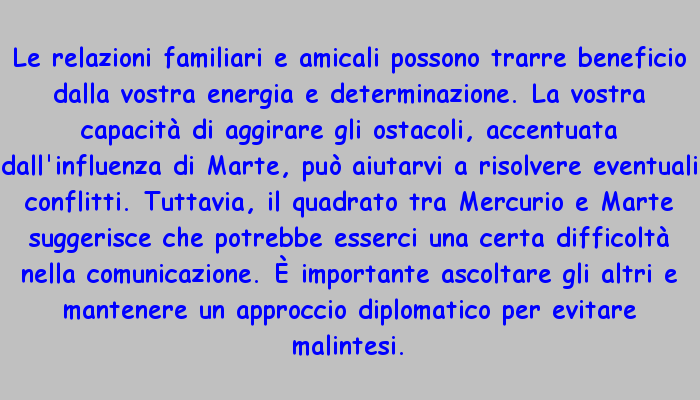 Le relazioni familiari e amicali possono trarre beneficio
dalla vostra energia e determinazione. La vostra
capacità di aggirare gli ostacoli, accentuata
dall'influenza di Marte, può aiutarvi a risolvere eventuali
conflitti. Tuttavia, il quadrato tra Mercurio e Marte
suggerisce che potrebbe esserci una certa difficoltà
nella comunicazione. È importante ascoltare gli altri e
mantenere un approccio diplomatico per evitare
malintesi.